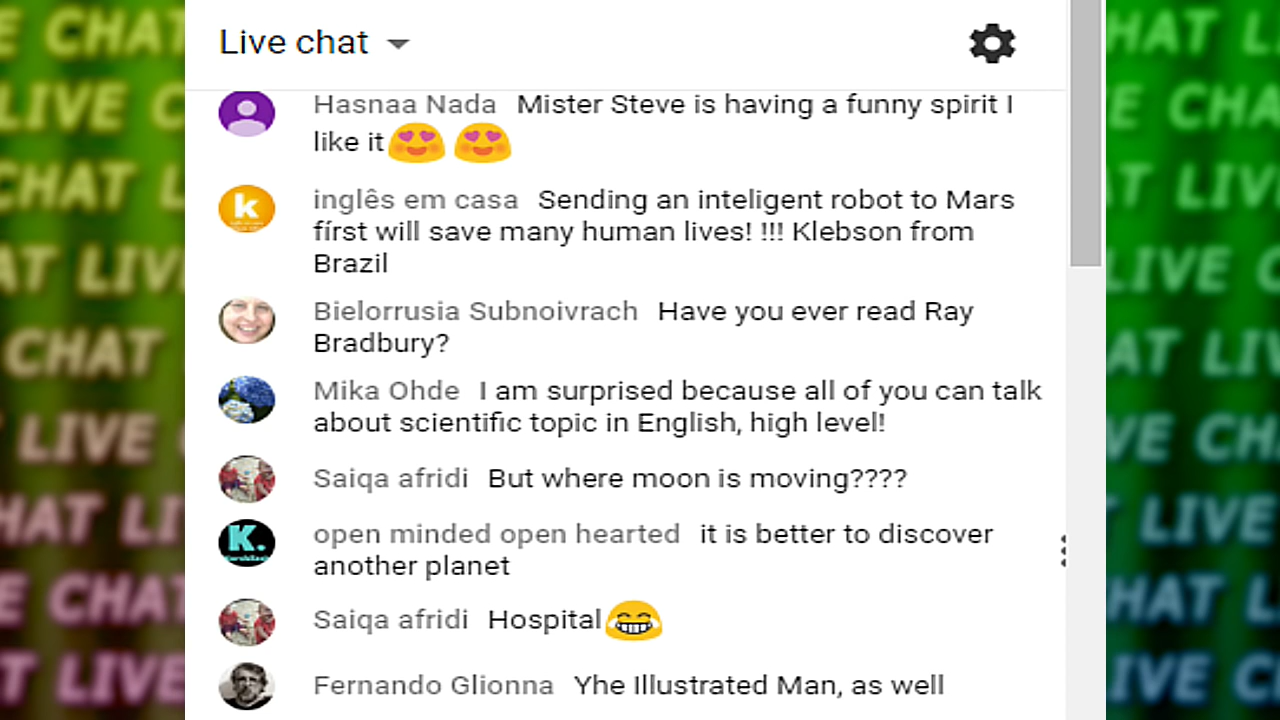 Live chat
Hasnaa Nada Mister Steve is having a funny spirit I
like it😍 😍
inglês em casa Sending an inteligent robot to Mars
fírst will save many human lives! !!! Klebson from
Brazil
Bielorrusia Subnoivrach Have you ever read Ray
Bradbury?
Mika Ohde I am surprised because all of you can talk
about scientific topic in English, high level!
Saiqa afridi But where moon is moving????
open minded open hearted it is better to discover
another planet
Saiqa afridi Hospital😂
Fernando Glionna Yhe Illustrated Man, as well